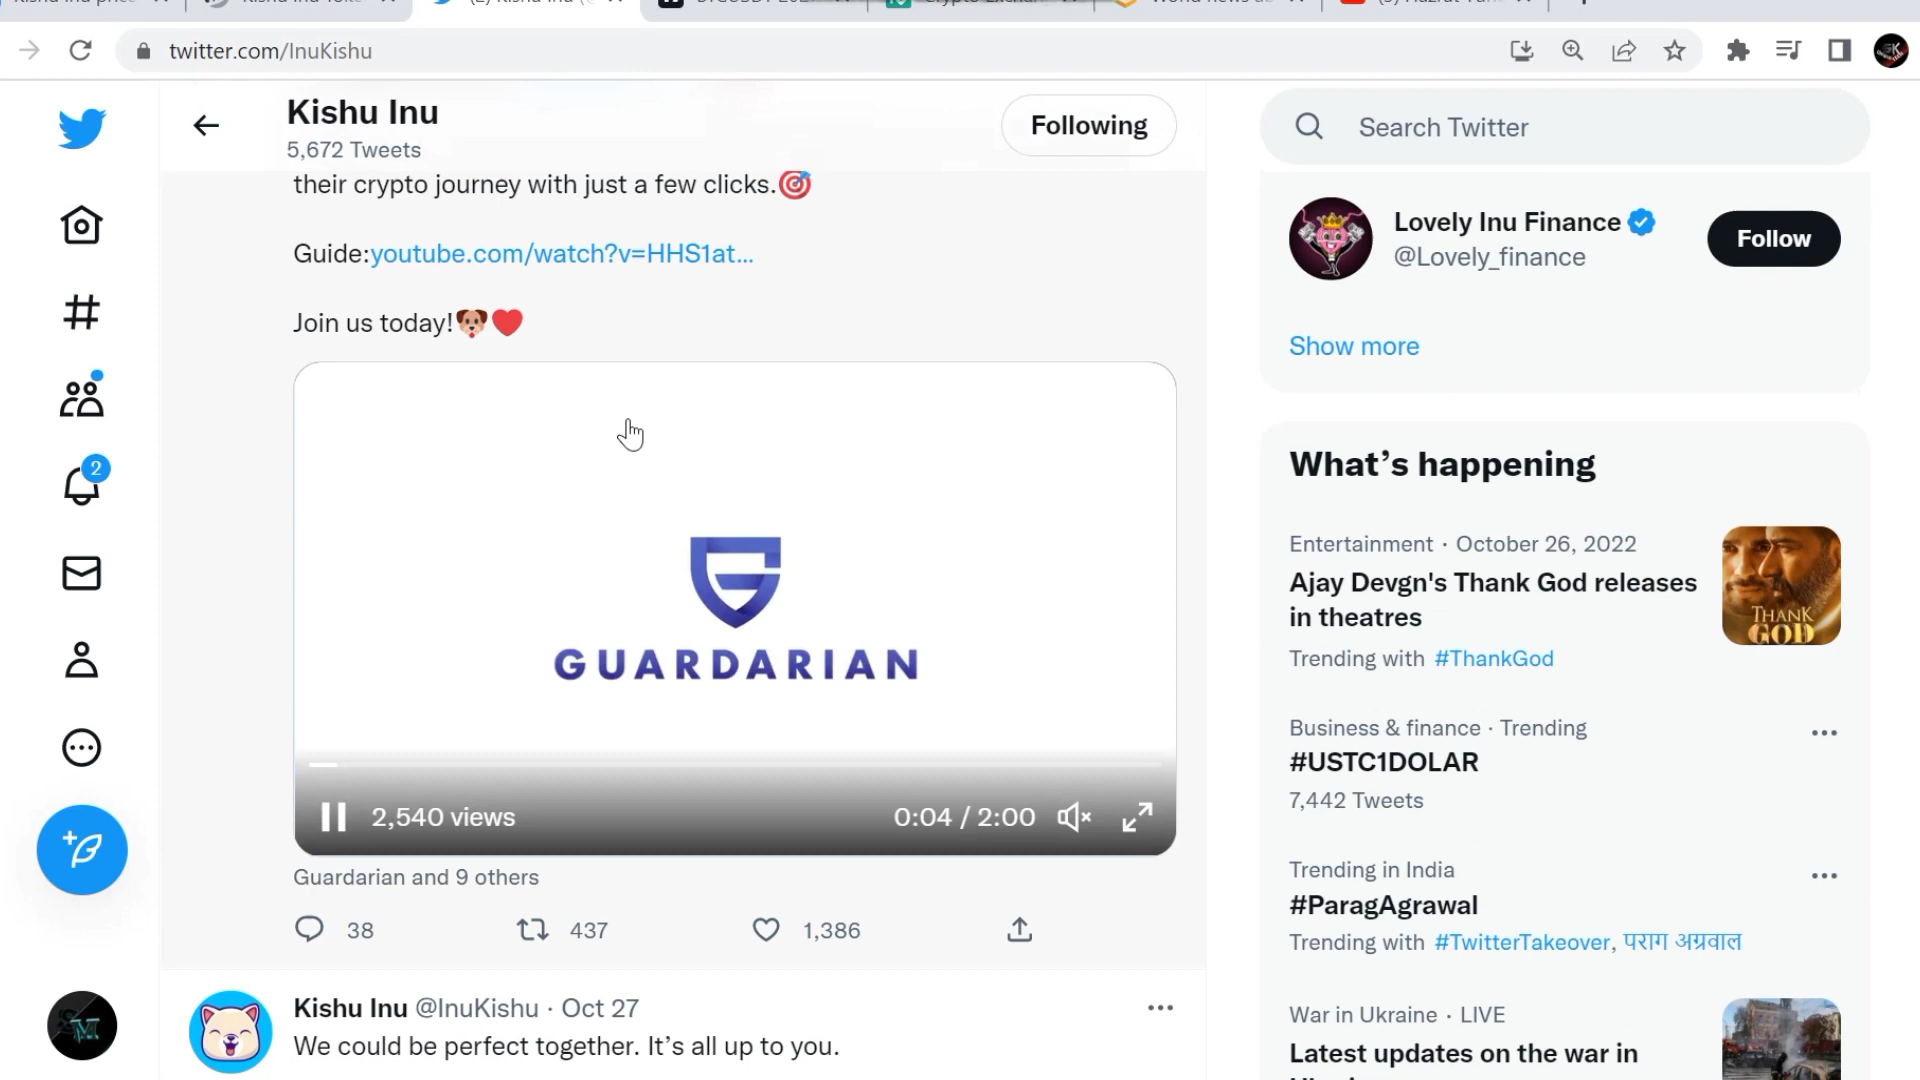 twitter.com/InuKishu
Kishu Inu
5,672 Tweets
Following
Search Twitter
their crypto journey with just a few clicks.🎯
Guide:youtube.com/watch?v=HHS1at...
Join us today!🐶❤️
GUARDARIAN
2,540 views
0:04 / 2:00
Guardarian and 9 others
38
437
1,386
Kishu Inu @InuKishu · Oct 27
We could be perfect together. It's all up to you.
2
Lovely Inu Finance
@Lovely_finance
Follow
Show more
What's happening
Entertainment · October 26, 2022
Ajay Devgn's Thank God releases
in theatres
Trending with #ThankGod
THANK
GOD
Business & finance · Trending
#USTC1DOLAR
7,442 Tweets
Trending in India
#ParagAgrawal
Trending with #TwitterTakeover, पराग अग्रवाल
War in Ukraine · LIVE
Latest updates on the war in